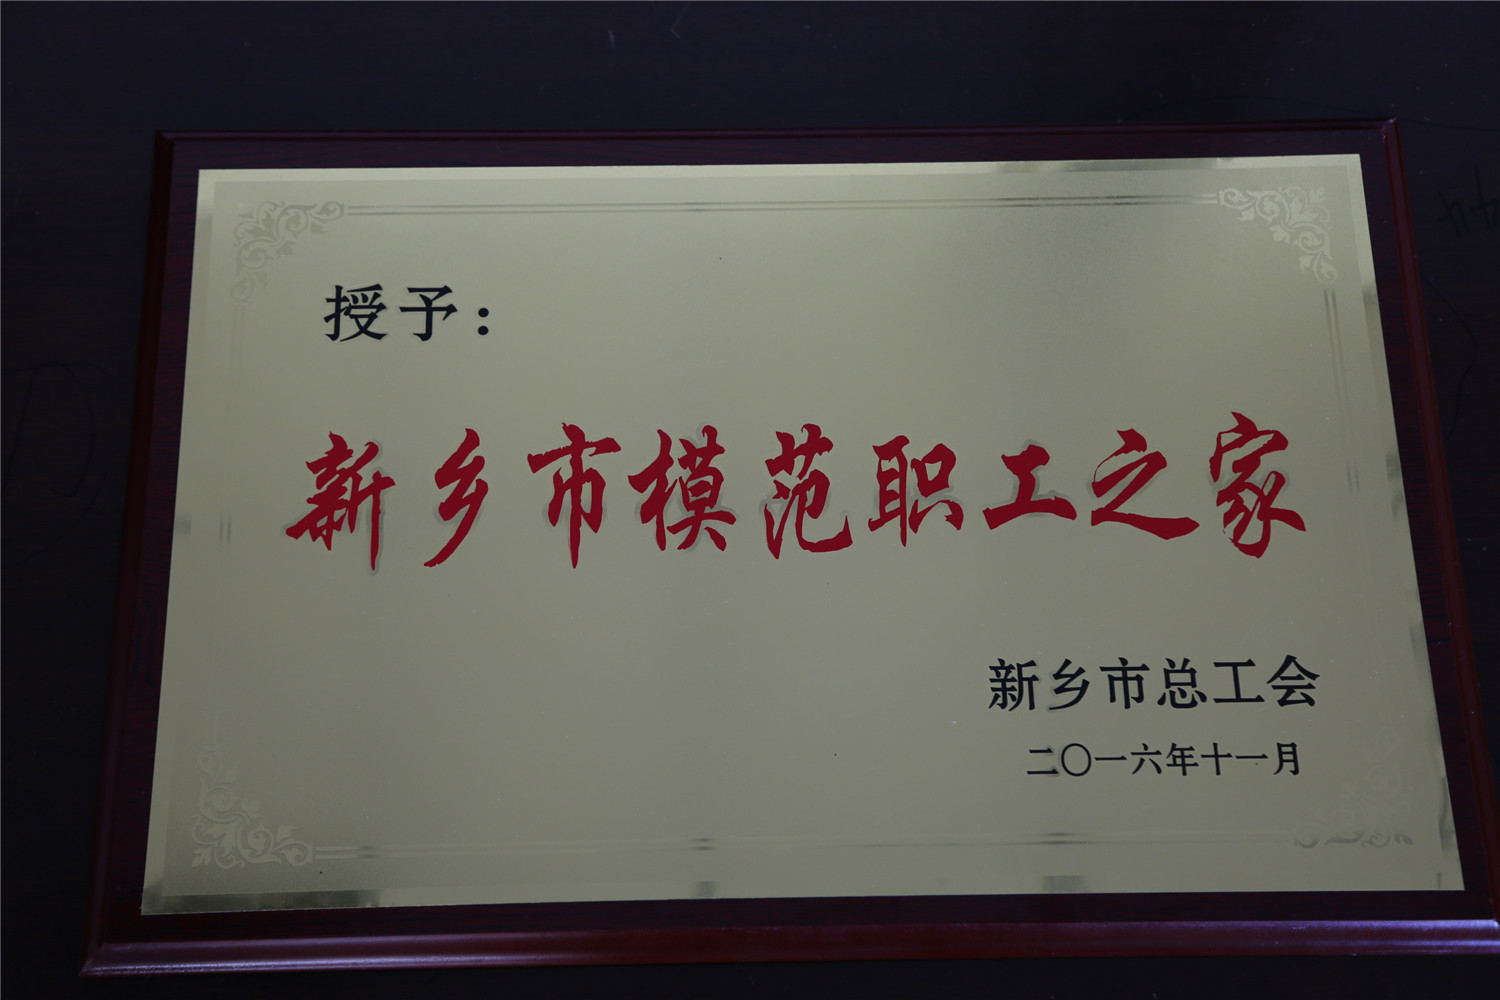 授予：
新乡市模范职工之家
新乡市总工会
二〇一六年十一月